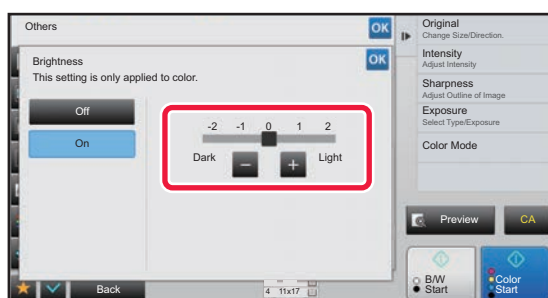 Others
OK
Brightness
OK
This setting is only applied to color.
Off
On
-2 -1 0 1 2
Dark − + Light
Back
4 11x17
Original
Change Size/Direction.
Intensity
Adjust Intensity
Sharpness
Adjust Outline of Image
Exposure
Select Type/Exposure
Color Mode
Preview
CA
B/W
Start
Color
Start